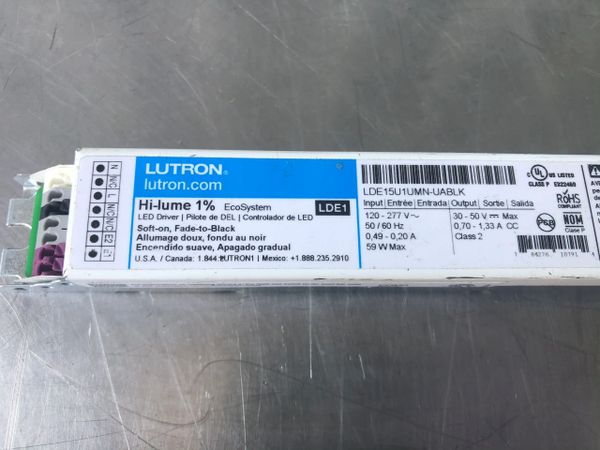 N
N/C
L
N/C
N/C
E2
E1
LUTRON®
lutron.com
Hi-lume 1% EcoSystem LDE1
LED Driver | Pilote de DEL | Controlador de LED
Soft-on, Fade-to-Black
Allumage doux, fondu au noir
Encendido suave, Apagado gradual
U.S.A. / Canada: 1.844.LUTRON1 | Mexico: +1.888.235.2910
LDE15U1UMN-UABLK
Input Entrée Entrada Output Sortie Salida
120 - 277 V~ 30 - 50 V Max
50 / 60 Hz 0,70 - 1,33 A CC
0,49 - 0,20 A Class 2
59 W Max
c UL US LISTED
CLASS P E322469
RoHS
COMPLIANT
NOM
Clase P